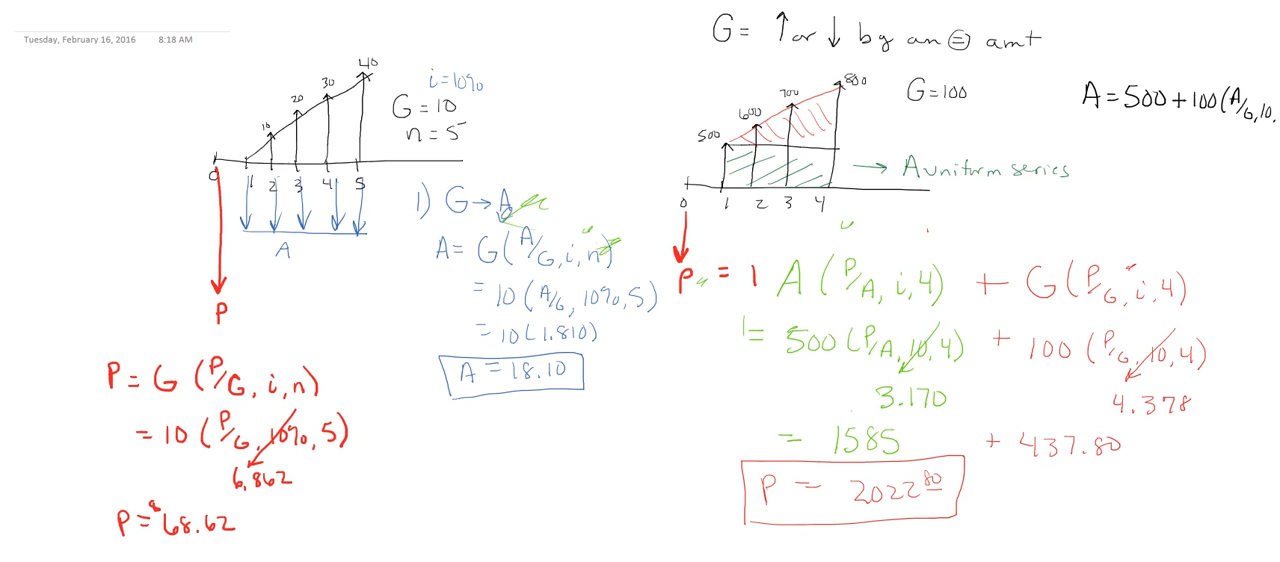 Tuesday, February 16, 2016 8:18 AM
G = ↑ or ↓ by an ⊜ amt
10 20 30 40
i = 10%
G = 10
n = 5
0 1 2 3 4 5
A
P
1) G → A
A = G(A/G, i, n)
= 10 (A/G, 10%, 5)
= 10 (1.810)
A = 18.10
P = G (P/G, i, n)
= 10 (P/G, 10%, 5)
6.862
P = $68.62
500 600 700 800
G = 100
A = 500 + 100 (A/G, 10,
→ A uniform series
0 1 2 3 4
P = A (P/A, i, 4) + G (P/G, i, 4)
= 500 (P/A, 10, 4) + 100 (P/G, 10, 4)
3.170 4.378
= 1585 + 437.80
P = 2022 80